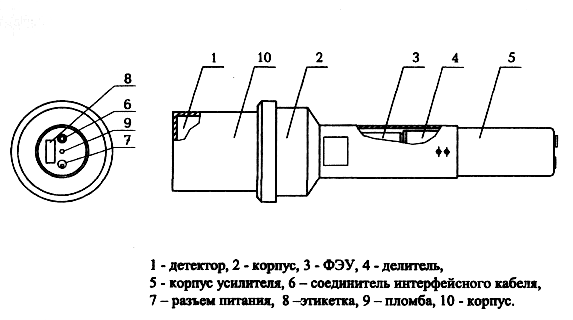 8
6
9
7
1 10 2 3 4 5
1 - детектор, 2 - корпус, 3 - ФЭУ, 4 - делитель,
5 - корпус усилителя, 6 – соединитель интерфейсного кабеля,
7 – разъем питания, 8 –этикетка, 9 – пломба, 10 - корпус.